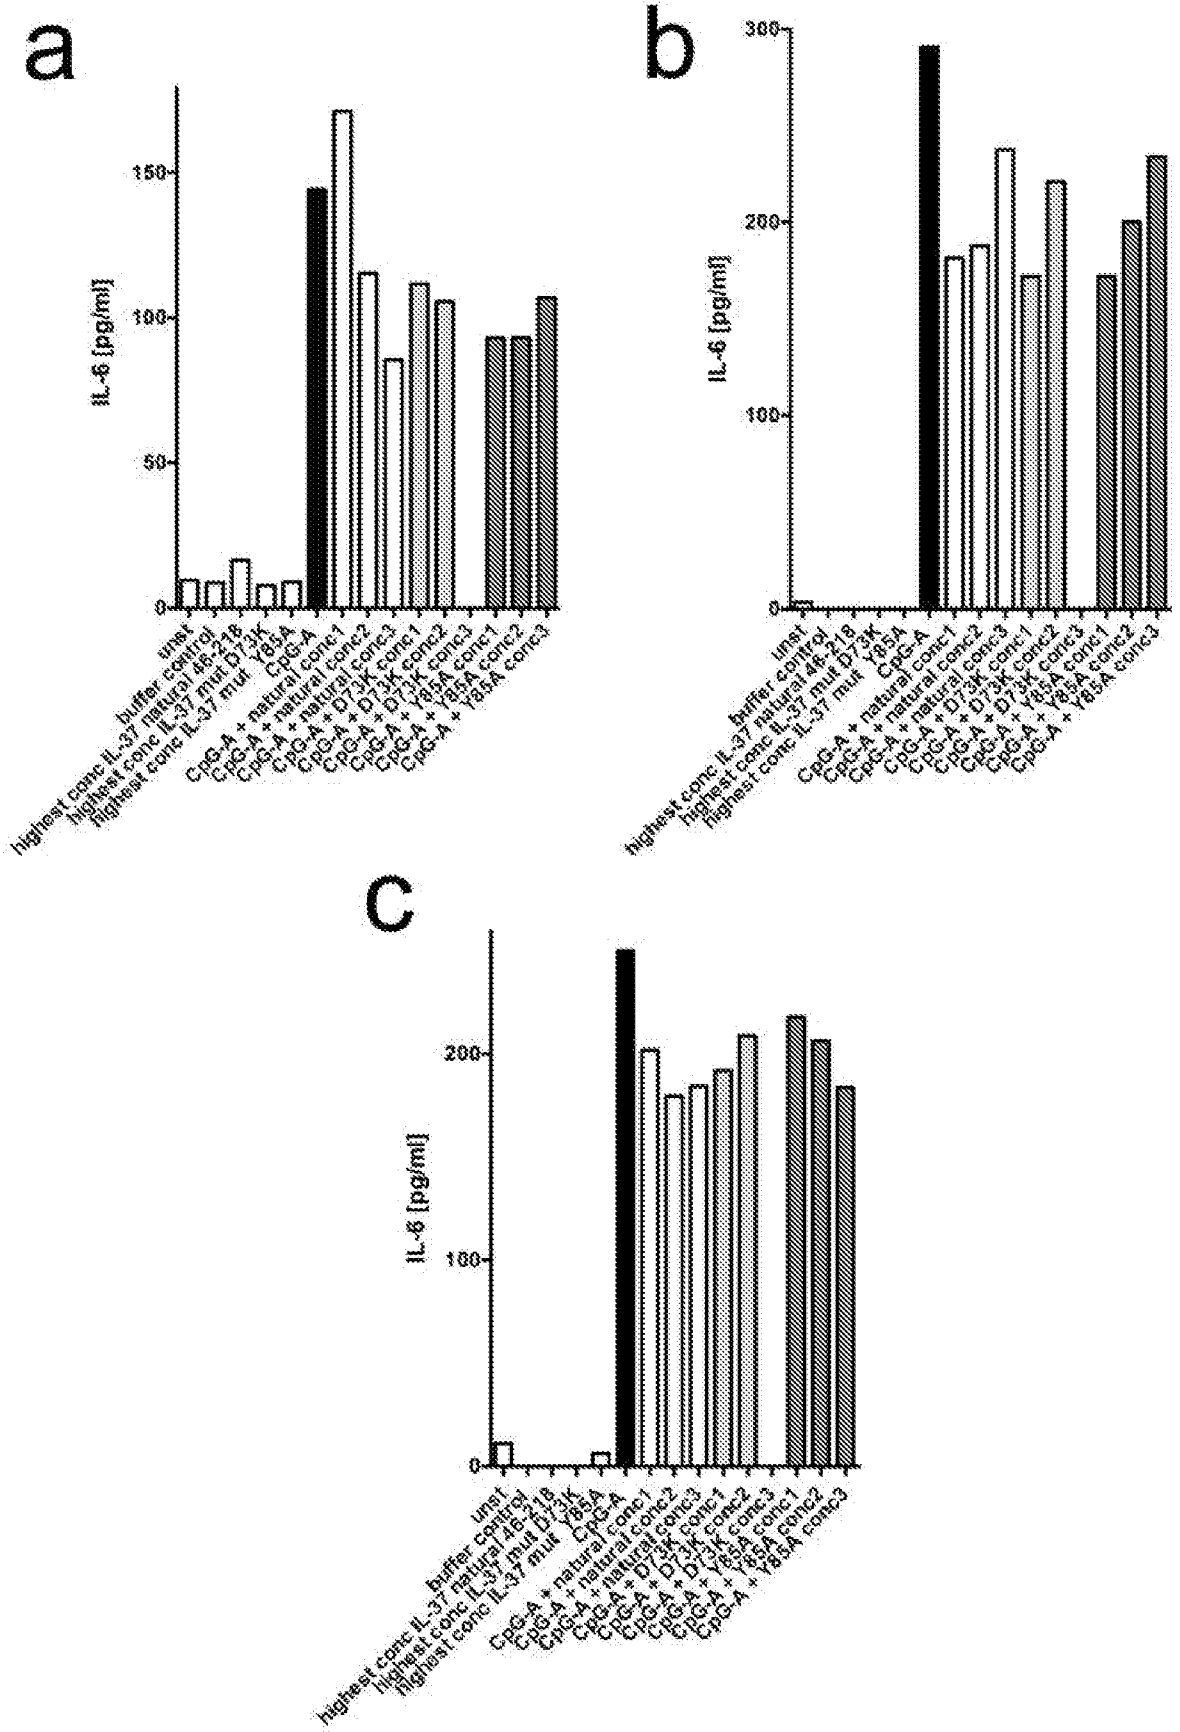 a
150
100
50
0
IL-6 [pg/ml]
unst
buffer control
highest conc IL-37 natural 46-218
highest conc IL-37 mut D73K
highest conc IL-37 mut Y85A
CpG-A
CpG-A + natural conc1
CpG-A + natural conc2
CpG-A + natural conc3
CpG-A + D73K conc1
CpG-A + D73K conc2
CpG-A + D73K conc3
CpG-A + Y85A conc1
CpG-A + Y85A conc2
CpG-A + Y85A conc3
b
300
200
100
0
IL-6 [pg/ml]
unst
buffer control
highest conc IL-37 natural 46-218
highest conc IL-37 mut D73K
highest conc IL-37 mut Y85A
CpG-A
CpG-A + natural conc1
CpG-A + natural conc2
CpG-A + natural conc3
CpG-A + D73K conc1
CpG-A + D73K conc2
CpG-A + D73K conc3
CpG-A + Y85A conc1
CpG-A + Y85A conc2
CpG-A + Y85A conc3
c
200
100
0
IL-6 [pg/ml]
unst
buffer control
highest conc IL-37 natural 46-218
highest conc IL-37 mut D73K
highest conc IL-37 mut Y85A
CpG-A
CpG-A + natural conc1
CpG-A + natural conc2
CpG-A + natural conc3
CpG-A + D73K conc1
CpG-A + D73K conc2
CpG-A + D73K conc3
CpG-A + Y85A conc1
CpG-A + Y85A conc2
CpG-A + Y85A conc3